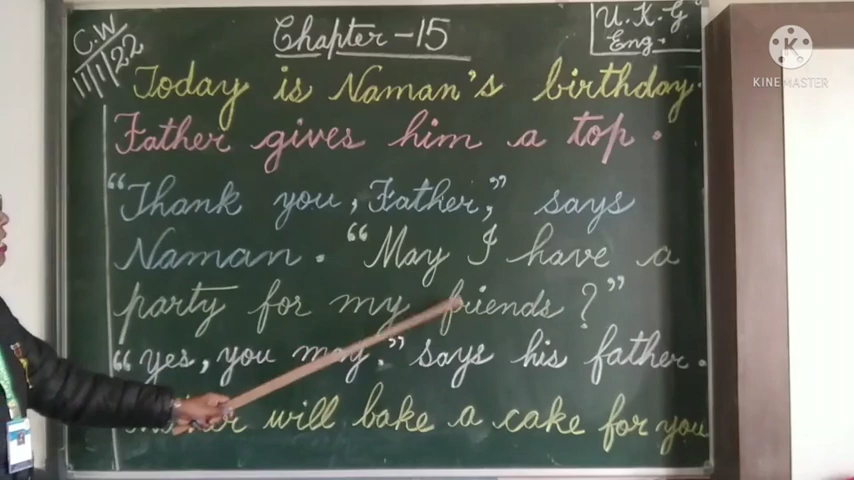 C.W
11/1/22
Chapter - 15
U.K.G
Eng.
Today is Naman's birthday.
Father gives him a top.
"Thank you, Father," says
Naman. "May I have a
party for my friends ?"
"yes, you may." says his father.
will bake a cake for you
K
KINEMASTER